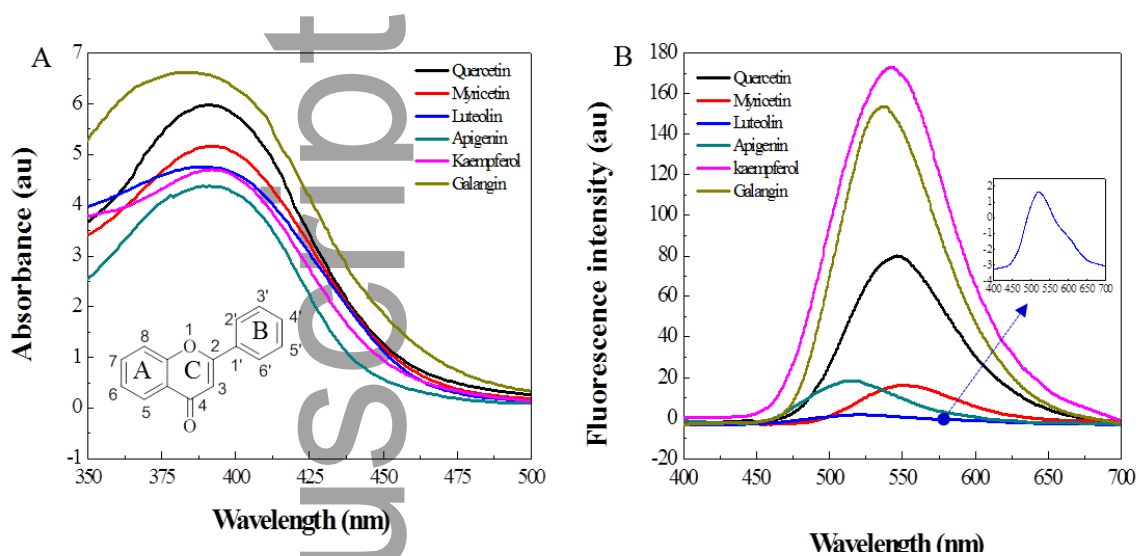 A
Absorbance (au)
7
6
5
4
3
2
1
0
-1
350
375
400
425
450
475
500
Wavelength (nm)
Quercetin
Myricetin
Luteolin
Apigenin
Kaempferol
Galangin
3'
2'
B
4'
8
1
O
2
5'
7
A
C
1'
6'
6
3
5
4
O
uscript
B
Fluorescence intensity (au)
180
160
140
120
100
80
60
40
20
0
-20
400
450
500
550
600
650
700
Wavelength (nm)
Quercetin
Myricetin
Luteolin
Apigenin
kaempferol
Galangin
2
1
0
-1
-2
-3
400 450 500 550 600 650 700